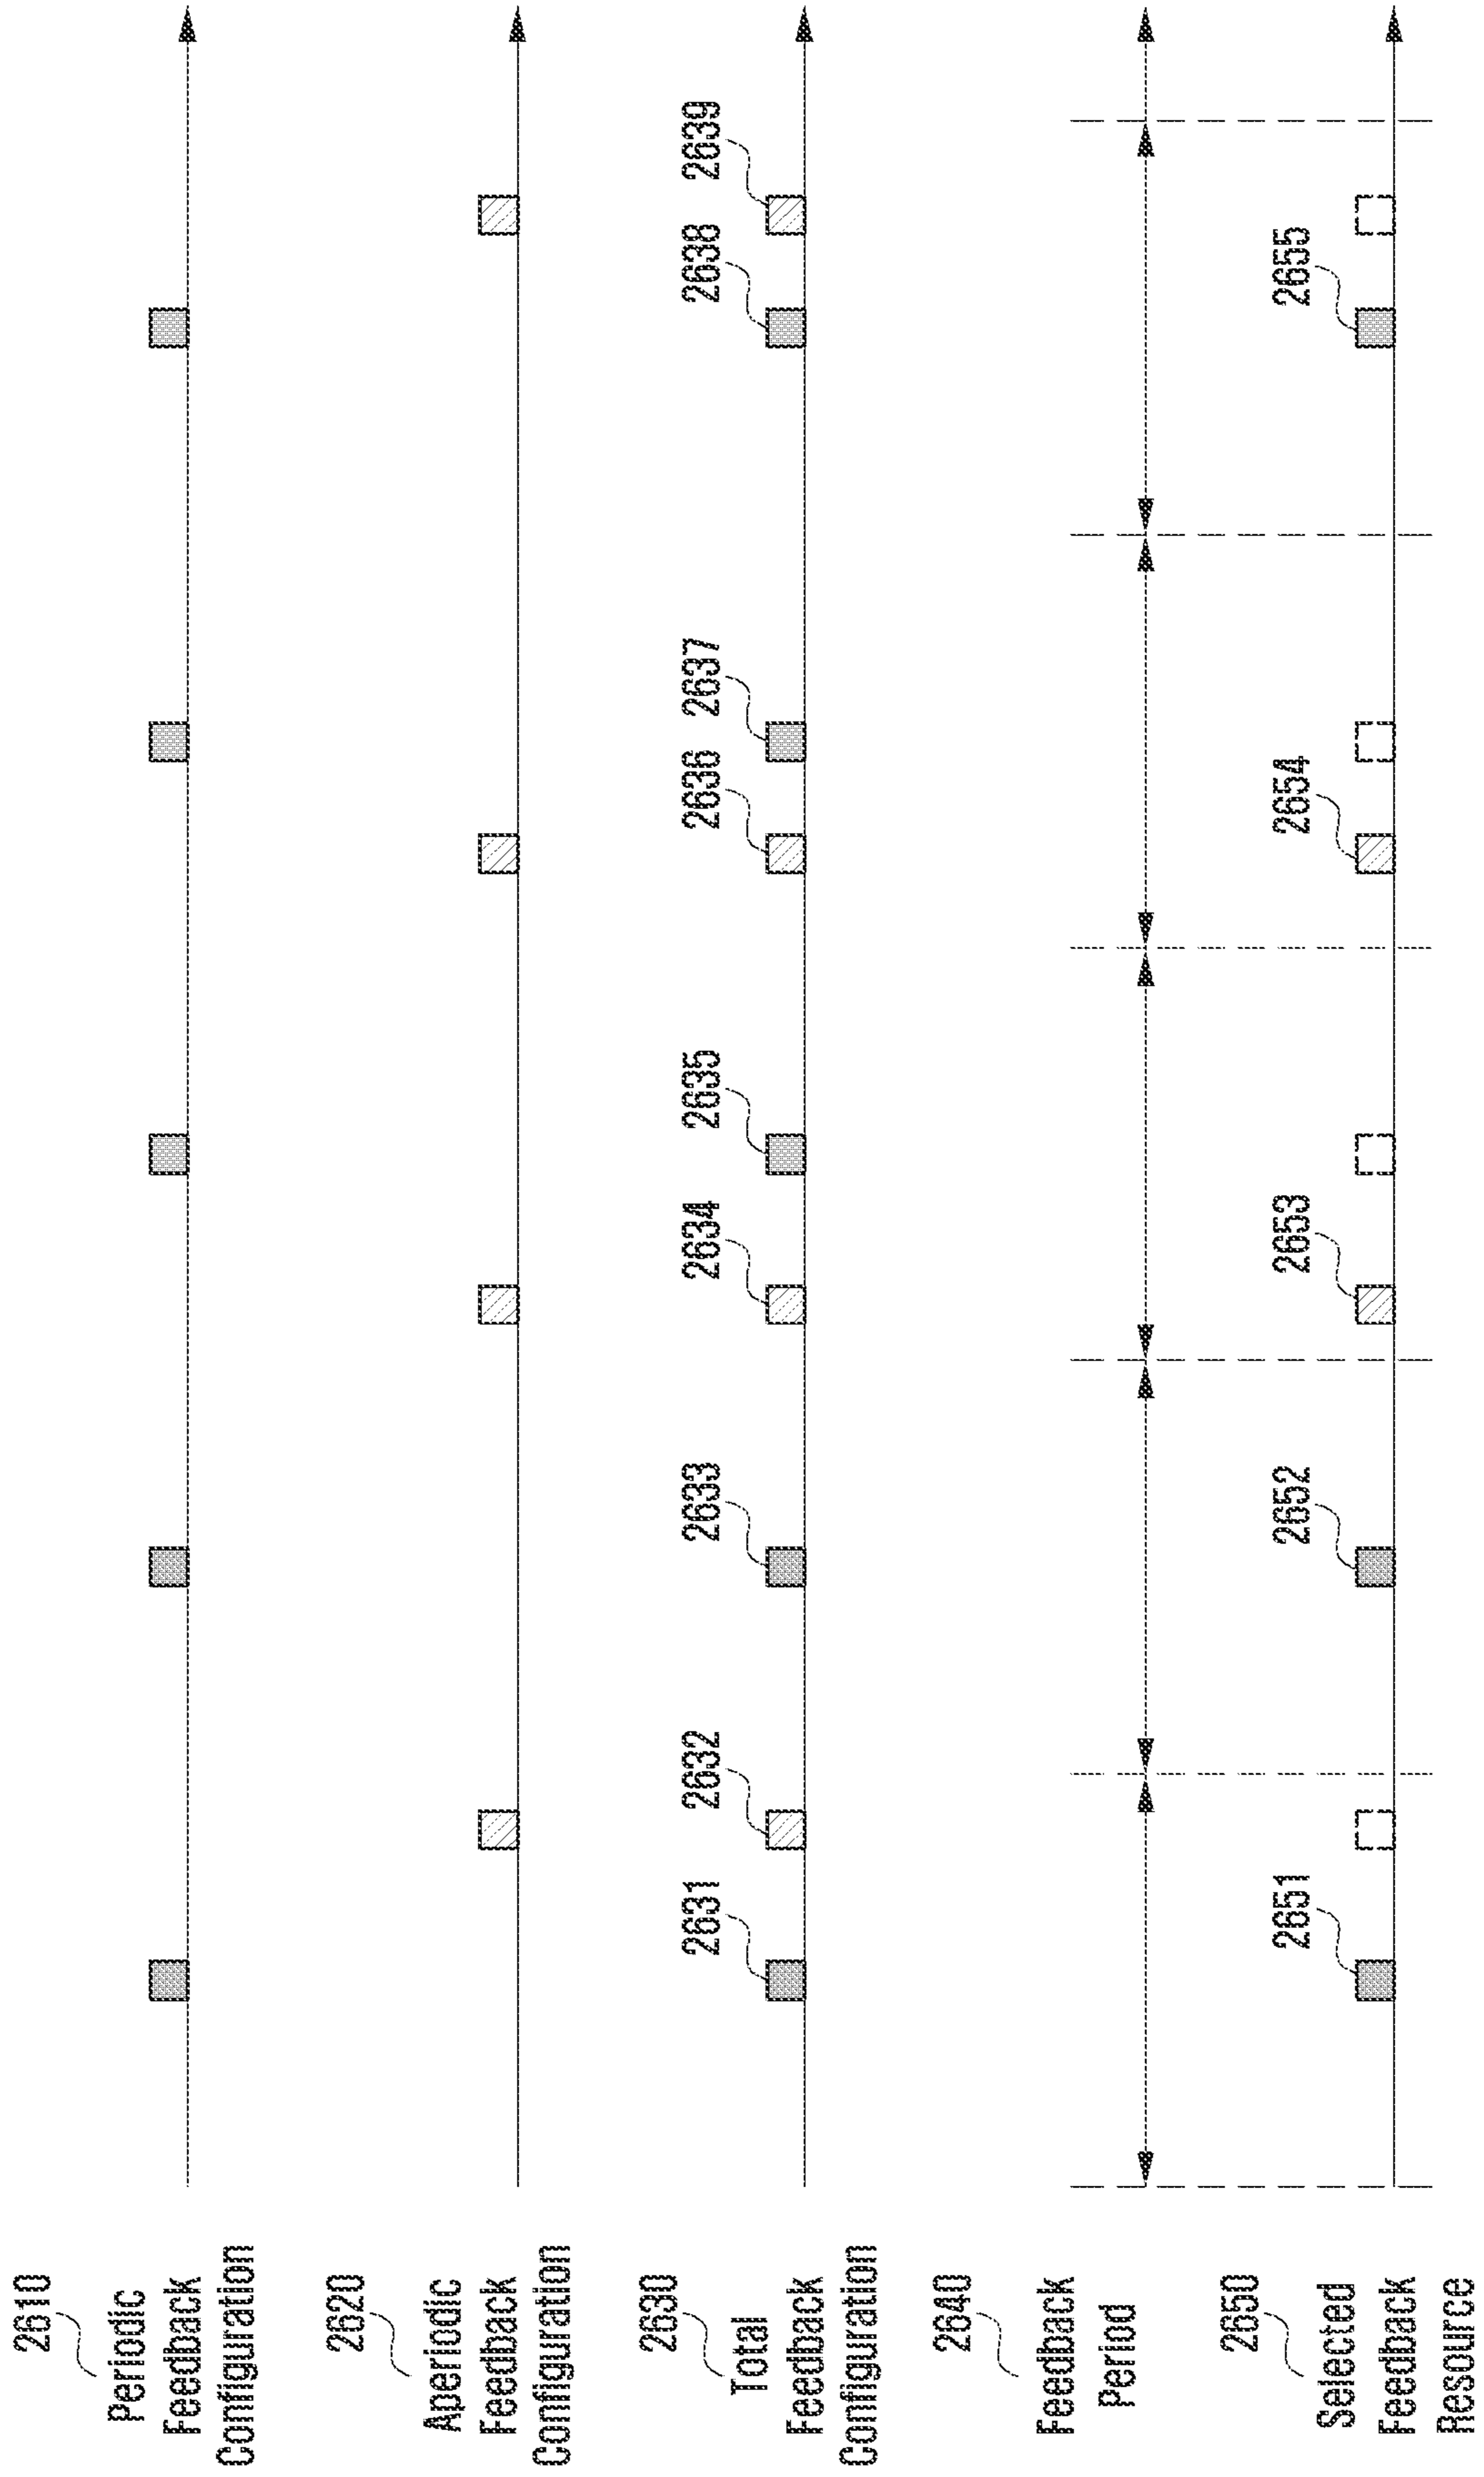 2610
Periodic
Feedback
Configuration
2620
Aperiodic
Feedback
Configuration
2630
Total
Feedback
Configuration
2631
2632
2633
2634
2635
2636
2637
2638
2639
2640
Feedback
Period
2650
Selected
Feedback
Resource
2651
2652
2653
2654
2655